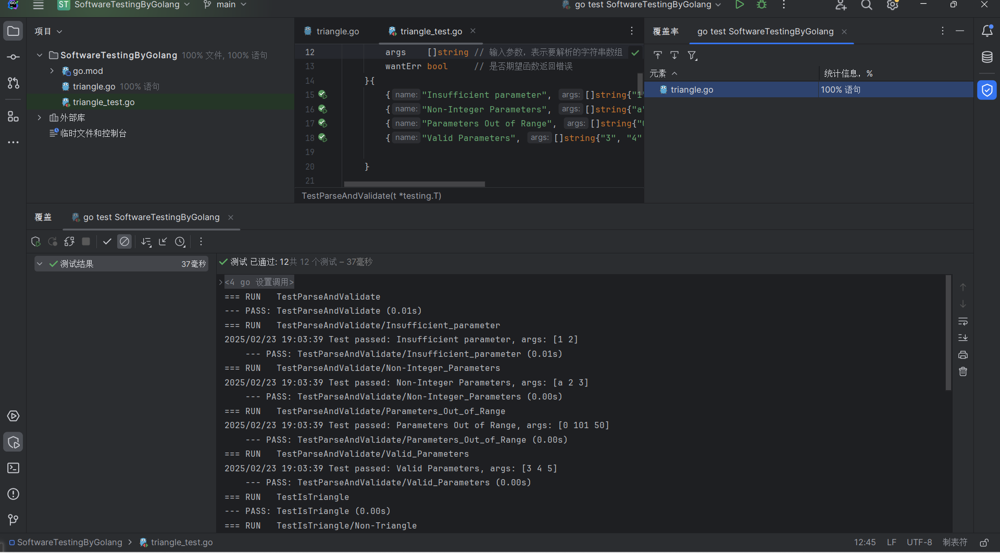 ST SoftwareTestingByGolang main go test SoftwareTestingByGolang
项目
SoftwareTestingByGolang 100% 文件, 100% 语句
go.mod
triangle.go 100% 语句
triangle_test.go
外部库
临时文件和控制台
triangle.go triangle_test.go
12 args []string // 输入参数，表示要解析的字符串数组
13 wantErr bool // 是否期望函数返回错误
14 }{
15 { name: "Insufficient parameter", args: []string{"1"
16 { name: "Non-Integer Parameters", args: []string{"a"
17 { name: "Parameters Out of Range", args: []string{"0
18 { name: "Valid Parameters", args: []string{"3", "4"
19
20 }
21
TestParseAndValidate(t *testing.T)
覆盖率 go test SoftwareTestingByGolang
元素 统计信息，%
triangle.go 100% 语句
覆盖 go test SoftwareTestingByGolang
测试结果 37毫秒
测试 已通过: 12共 12 个测试 – 37毫秒
<4 go 设置调用>
=== RUN   TestParseAndValidate
--- PASS: TestParseAndValidate (0.01s)
=== RUN   TestParseAndValidate/Insufficient_parameter
2025/02/23 19:03:39 Test passed: Insufficient parameter, args: [1 2]
    --- PASS: TestParseAndValidate/Insufficient_parameter (0.01s)
=== RUN   TestParseAndValidate/Non-Integer_Parameters
2025/02/23 19:03:39 Test passed: Non-Integer Parameters, args: [a 2 3]
    --- PASS: TestParseAndValidate/Non-Integer_Parameters (0.00s)
=== RUN   TestParseAndValidate/Parameters_Out_of_Range
2025/02/23 19:03:39 Test passed: Parameters Out of Range, args: [0 101 50]
    --- PASS: TestParseAndValidate/Parameters_Out_of_Range (0.00s)
=== RUN   TestParseAndValidate/Valid_Parameters
2025/02/23 19:03:39 Test passed: Valid Parameters, args: [3 4 5]
    --- PASS: TestParseAndValidate/Valid_Parameters (0.00s)
=== RUN   TestIsTriangle
--- PASS: TestIsTriangle (0.00s)
=== RUN   TestIsTriangle/Non-Triangle
SoftwareTestingByGolang > triangle_test.go
12:45 LF UTF-8 制表符